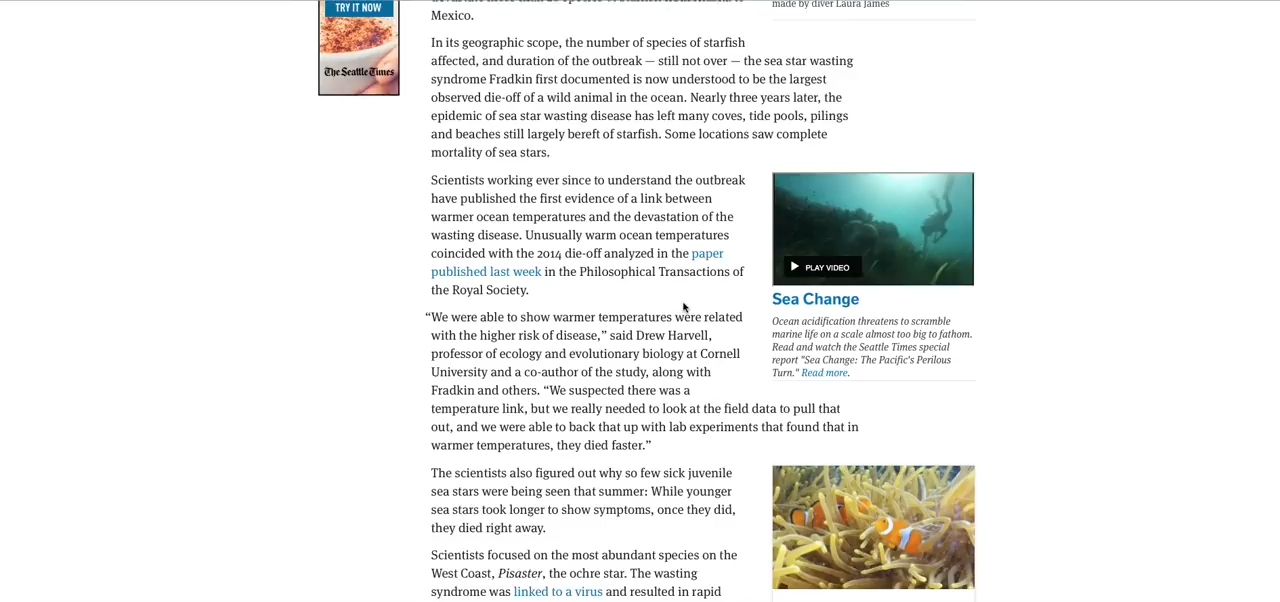 TRY IT NOW
The Seattle Times
made by diver Laura James
Mexico.
In its geographic scope, the number of species of starfish
affected, and duration of the outbreak — still not over — the sea star wasting
syndrome Fradkin first documented is now understood to be the largest
observed die-off of a wild animal in the ocean. Nearly three years later, the
epidemic of sea star wasting disease has left many coves, tide pools, pilings
and beaches still largely bereft of starfish. Some locations saw complete
mortality of sea stars.
Scientists working ever since to understand the outbreak
have published the first evidence of a link between
warmer ocean temperatures and the devastation of the
wasting disease. Unusually warm ocean temperatures
coincided with the 2014 die-off analyzed in the paper
published last week in the Philosophical Transactions of
the Royal Society.
“We were able to show warmer temperatures were related
with the higher risk of disease,” said Drew Harvell,
professor of ecology and evolutionary biology at Cornell
University and a co-author of the study, along with
Fradkin and others. “We suspected there was a
temperature link, but we really needed to look at the field data to pull that
out, and we were able to back that up with lab experiments that found that in
warmer temperatures, they died faster.”
The scientists also figured out why so few sick juvenile
sea stars were being seen that summer: While younger
sea stars took longer to show symptoms, once they did,
they died right away.
Scientists focused on the most abundant species on the
West Coast, Pisaster, the ochre star. The wasting
syndrome was linked to a virus and resulted in rapid
PLAY VIDEO
Sea Change
Ocean acidification threatens to scramble
marine life on a scale almost too big to fathom.
Read and watch the Seattle Times special
report "Sea Change: The Pacific's Perilous
Turn." Read more.